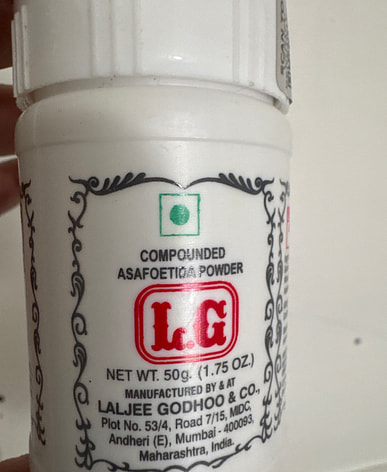 COMPOUNDED
ASAFOETIDA POWDER
L.G
NET WT. 50g. (1.75 OZ.)
MANUFACTURED BY & AT
LALJEE GODHOO & CO.,
Plot No. 53/4, Road 7/15, MIDC,
Andheri (E), Mumbai - 400093,
Maharashtra, India.